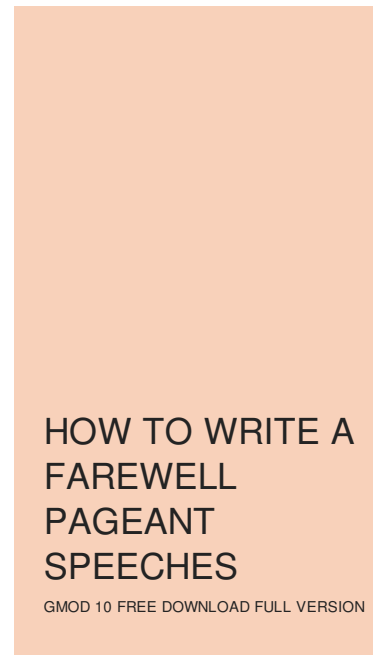 HOW TO WRITE A
FAREWELL
PAGEANT
SPEECHES
GMOD 10 FREE DOWNLOAD FULL VERSION